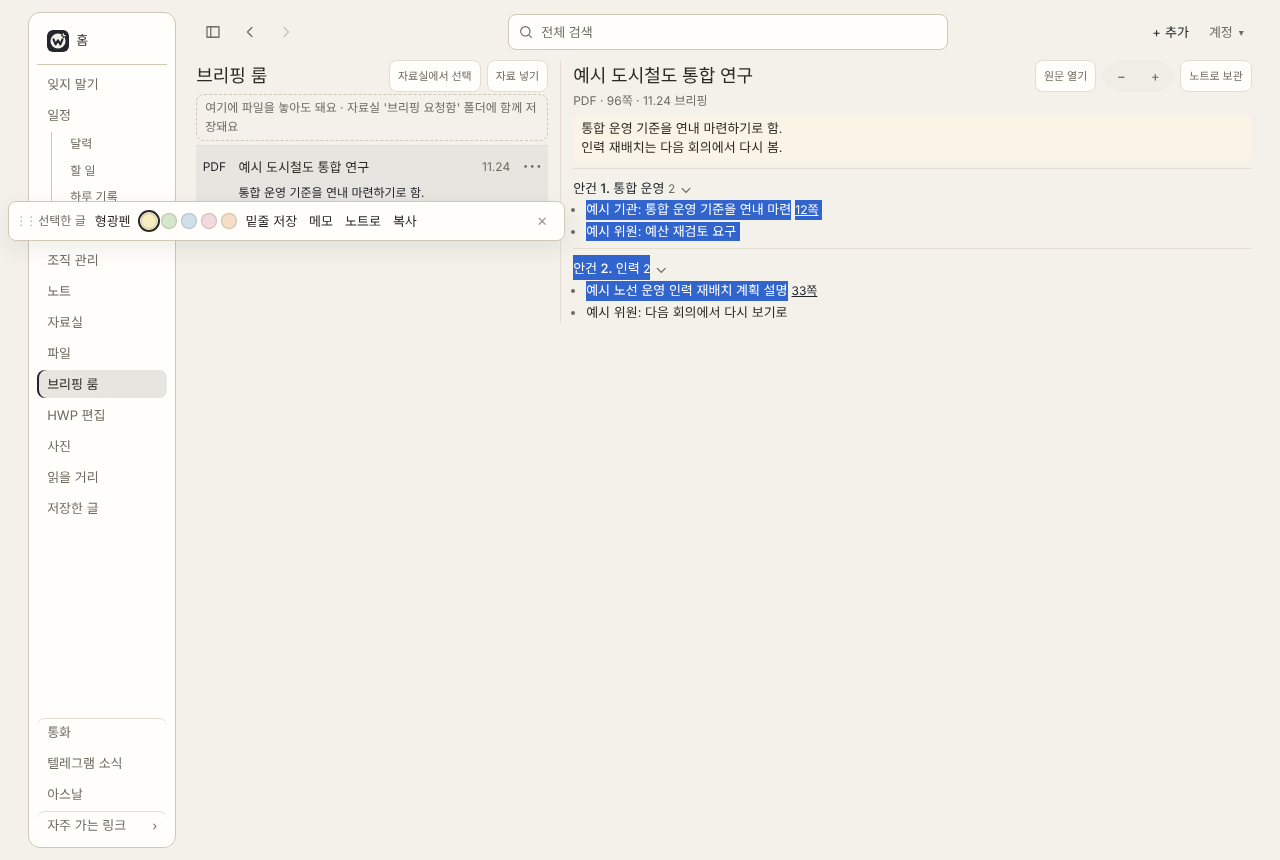 홈
잊지 말기
일정
달력
할 일
하루 기록
조직 관리
노트
자료실
파일
브리핑 룸
HWP 편집
사진
읽을 거리
저장한 글
통화
텔레그램 소식
아스날
자주 가는 링크 ›
전체 검색
+ 추가
계정 ▾
브리핑 룸
자료실에서 선택
자료 넣기
여기에 파일을 놓아도 돼요 · 자료실 '브리핑 요청함' 폴더에 함께 저
장돼요
PDF 예시 도시철도 통합 연구 11.24 ···
통합 운영 기준을 연내 마련하기로 함.
선택한 글 형광펜 밑줄 저장 메모 노트로 복사 ×
예시 도시철도 통합 연구
원문 열기 − + 노트로 보관
PDF · 96쪽 · 11.24 브리핑
통합 운영 기준을 연내 마련하기로 함.
인력 재배치는 다음 회의에서 다시 봄.
안건 1. 통합 운영 2
• 예시 기관: 통합 운영 기준을 연내 마련 12쪽
• 예시 위원: 예산 재검토 요구
안건 2. 인력 2
• 예시 노선 운영 인력 재배치 계획 설명 33쪽
• 예시 위원: 다음 회의에서 다시 보기로